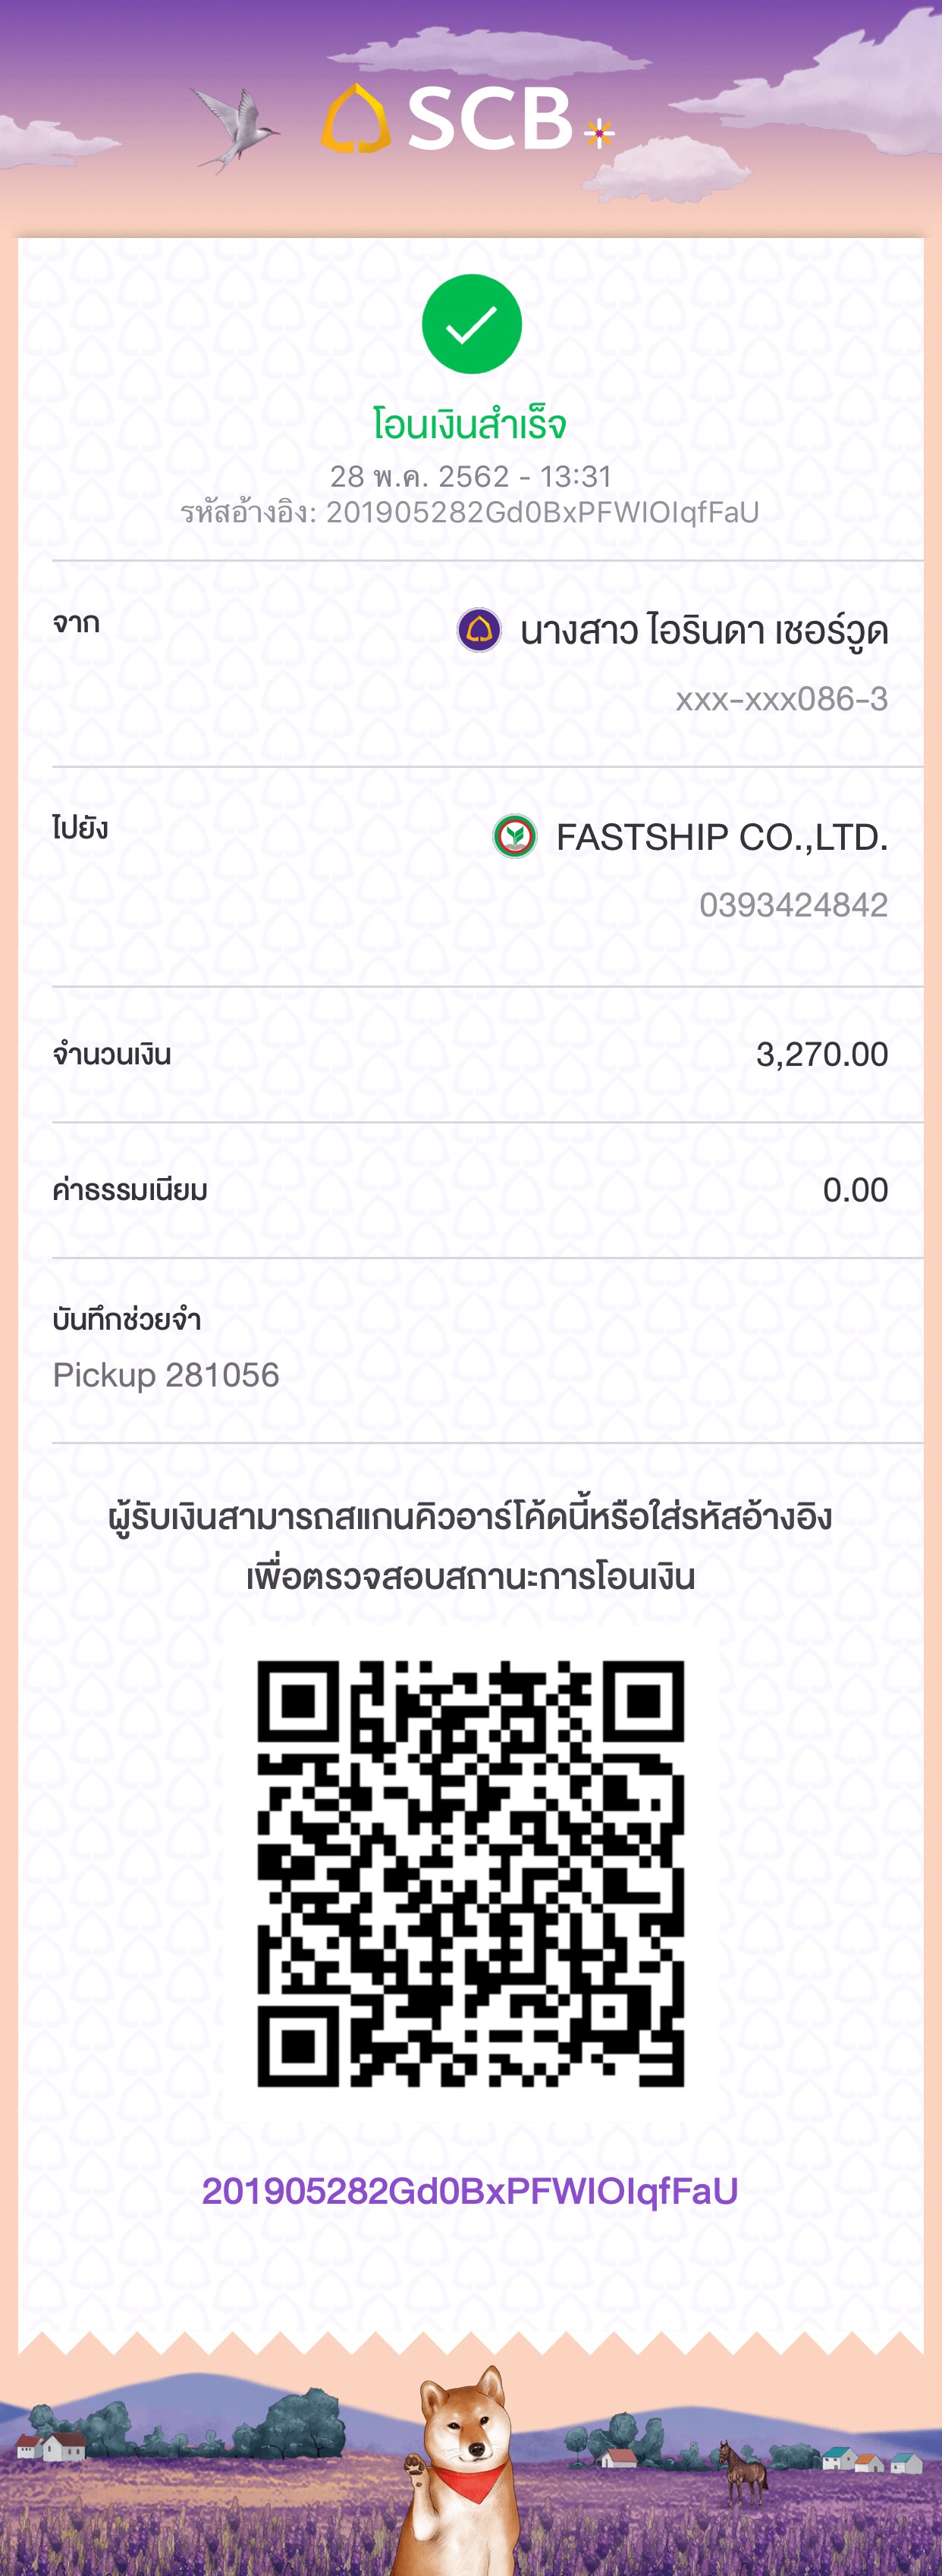 SCB
โอนเงินสำเร็จ
28 พ.ค. 2562 - 13:31
รหัสอ้างอิง: 201905282Gd0BxPFWIOIqfFaU
จาก
นางสาว ไอรินดา เชอร์วูด
xxx-xxx086-3
ไปยัง
FASTSHIP CO.,LTD.
0393424842
จำนวนเงิน 3,270.00
ค่าธรรมเนียม 0.00
บันทึกช่วยจำ
Pickup 281056
ผู้รับเงินสามารถสแกนคิวอาร์โค้ดนี้หรือใส่รหัสอ้างอิง
เพื่อตรวจสอบสถานะการโอนเงิน
201905282Gd0BxPFWIOIqfFaU